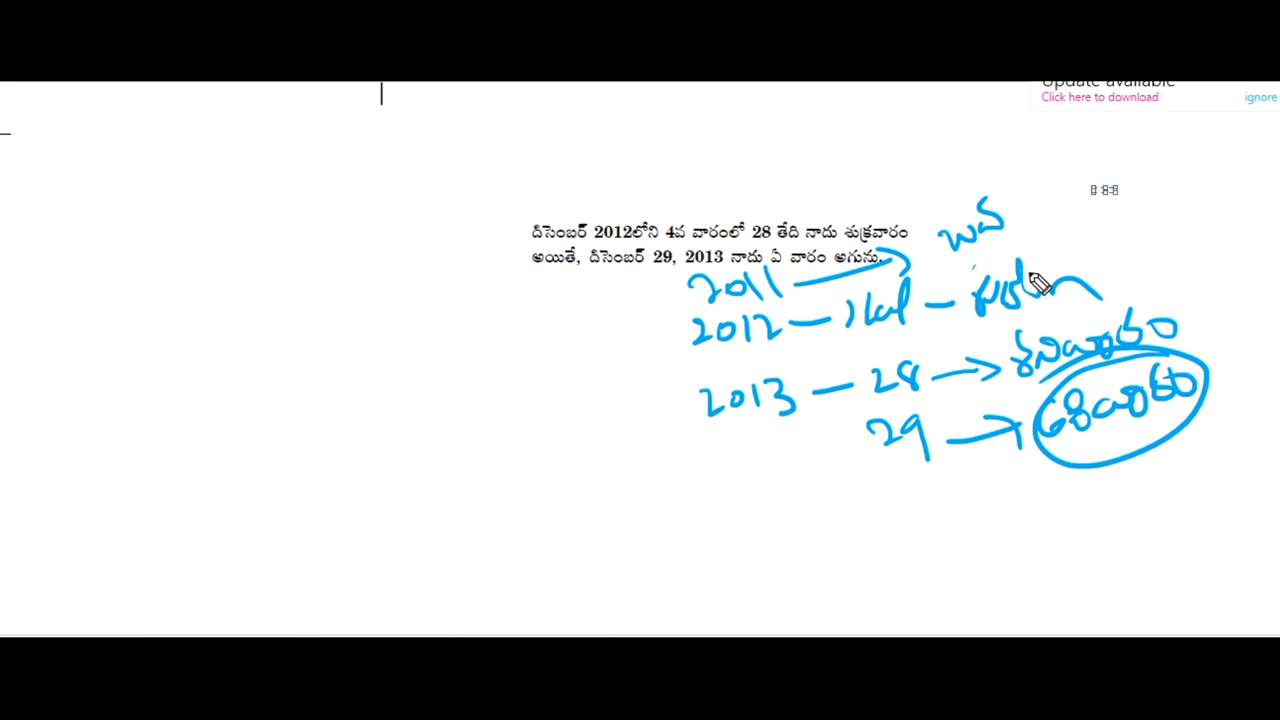 Update available
Click here to download ignore
దిసెంబర్ 2012లోని 4వ వారంలో 28 తేది నాడు శుక్రవారం
అయితే, దిసెంబర్ 29, 2013 నాడు ఏ వారం అగును.
బుధ
2011
2012 –
2013 – 28 → శనివారం
29 → ఆదివారం